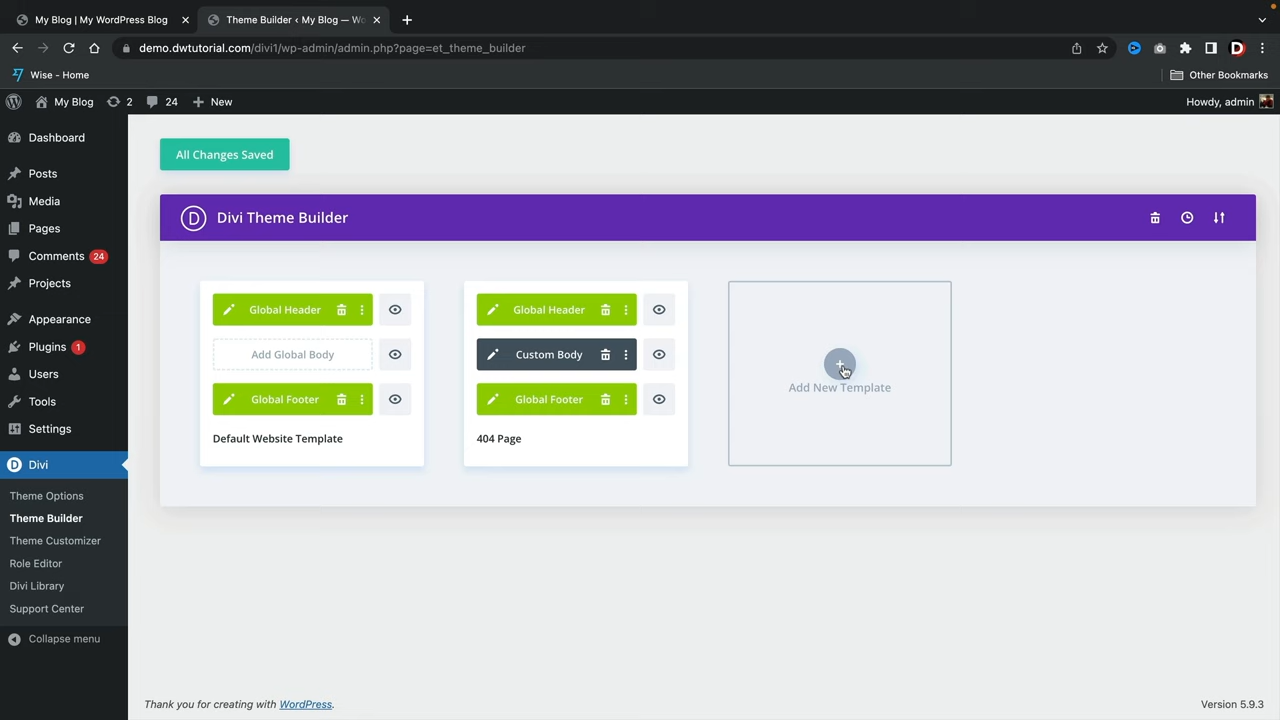 My Blog | My WordPress Blog
Theme Builder < My Blog — Wo
demo.dwtutorial.com/divi1/wp-admin/admin.php?page=et_theme_builder
Wise - Home
Other Bookmarks
My Blog
2
24
New
Howdy, admin
Dashboard
Posts
Media
Pages
Comments 24
Projects
Appearance
Plugins 1
Users
Tools
Settings
Divi
Theme Options
Theme Builder
Theme Customizer
Role Editor
Divi Library
Support Center
Collapse menu
All Changes Saved
D Divi Theme Builder
Global Header
Add Global Body
Global Footer
Default Website Template
Global Header
Custom Body
Global Footer
404 Page
Add New Template
Thank you for creating with WordPress.
Version 5.9.3